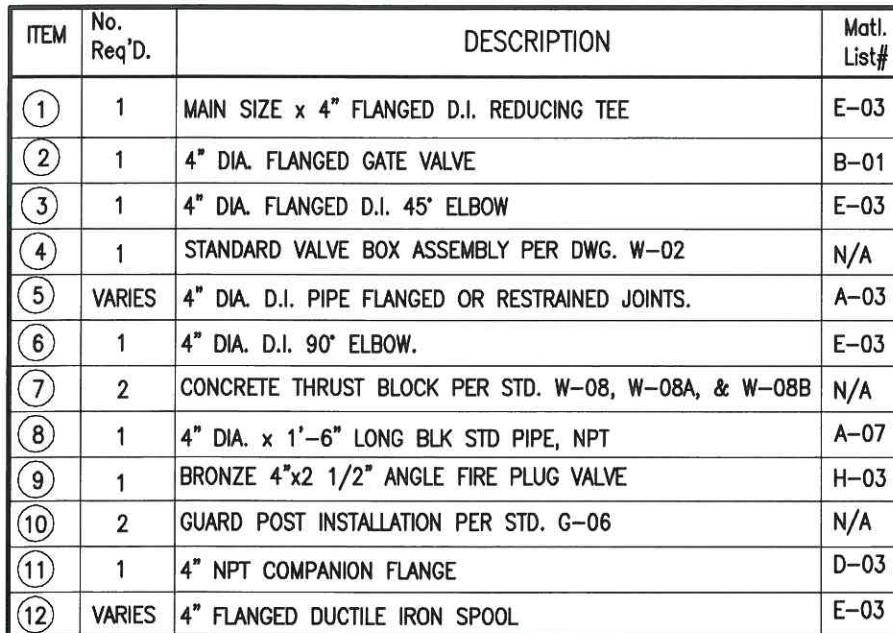 ITEM No. Req'D. DESCRIPTION Matl. List#
1 1 MAIN SIZE x 4" FLANGED D.I. REDUCING TEE E-03
2 1 4" DIA. FLANGED GATE VALVE B-01
3 1 4" DIA. FLANGED D.I. 45° ELBOW E-03
4 1 STANDARD VALVE BOX ASSEMBLY PER DWG. W-02 N/A
5 VARIES 4" DIA. D.I. PIPE FLANGED OR RESTRAINED JOINTS. A-03
6 1 4" DIA. D.I. 90° ELBOW. E-03
7 2 CONCRETE THRUST BLOCK PER STD. W-08, W-08A, & W-08B N/A
8 1 4" DIA. x 1'-6" LONG BLK STD PIPE, NPT A-07
9 1 BRONZE 4"x2 1/2" ANGLE FIRE PLUG VALVE H-03
10 2 GUARD POST INSTALLATION PER STD. G-06 N/A
11 1 4" NPT COMPANION FLANGE D-03
12 VARIES 4" FLANGED DUCTILE IRON SPOOL E-03